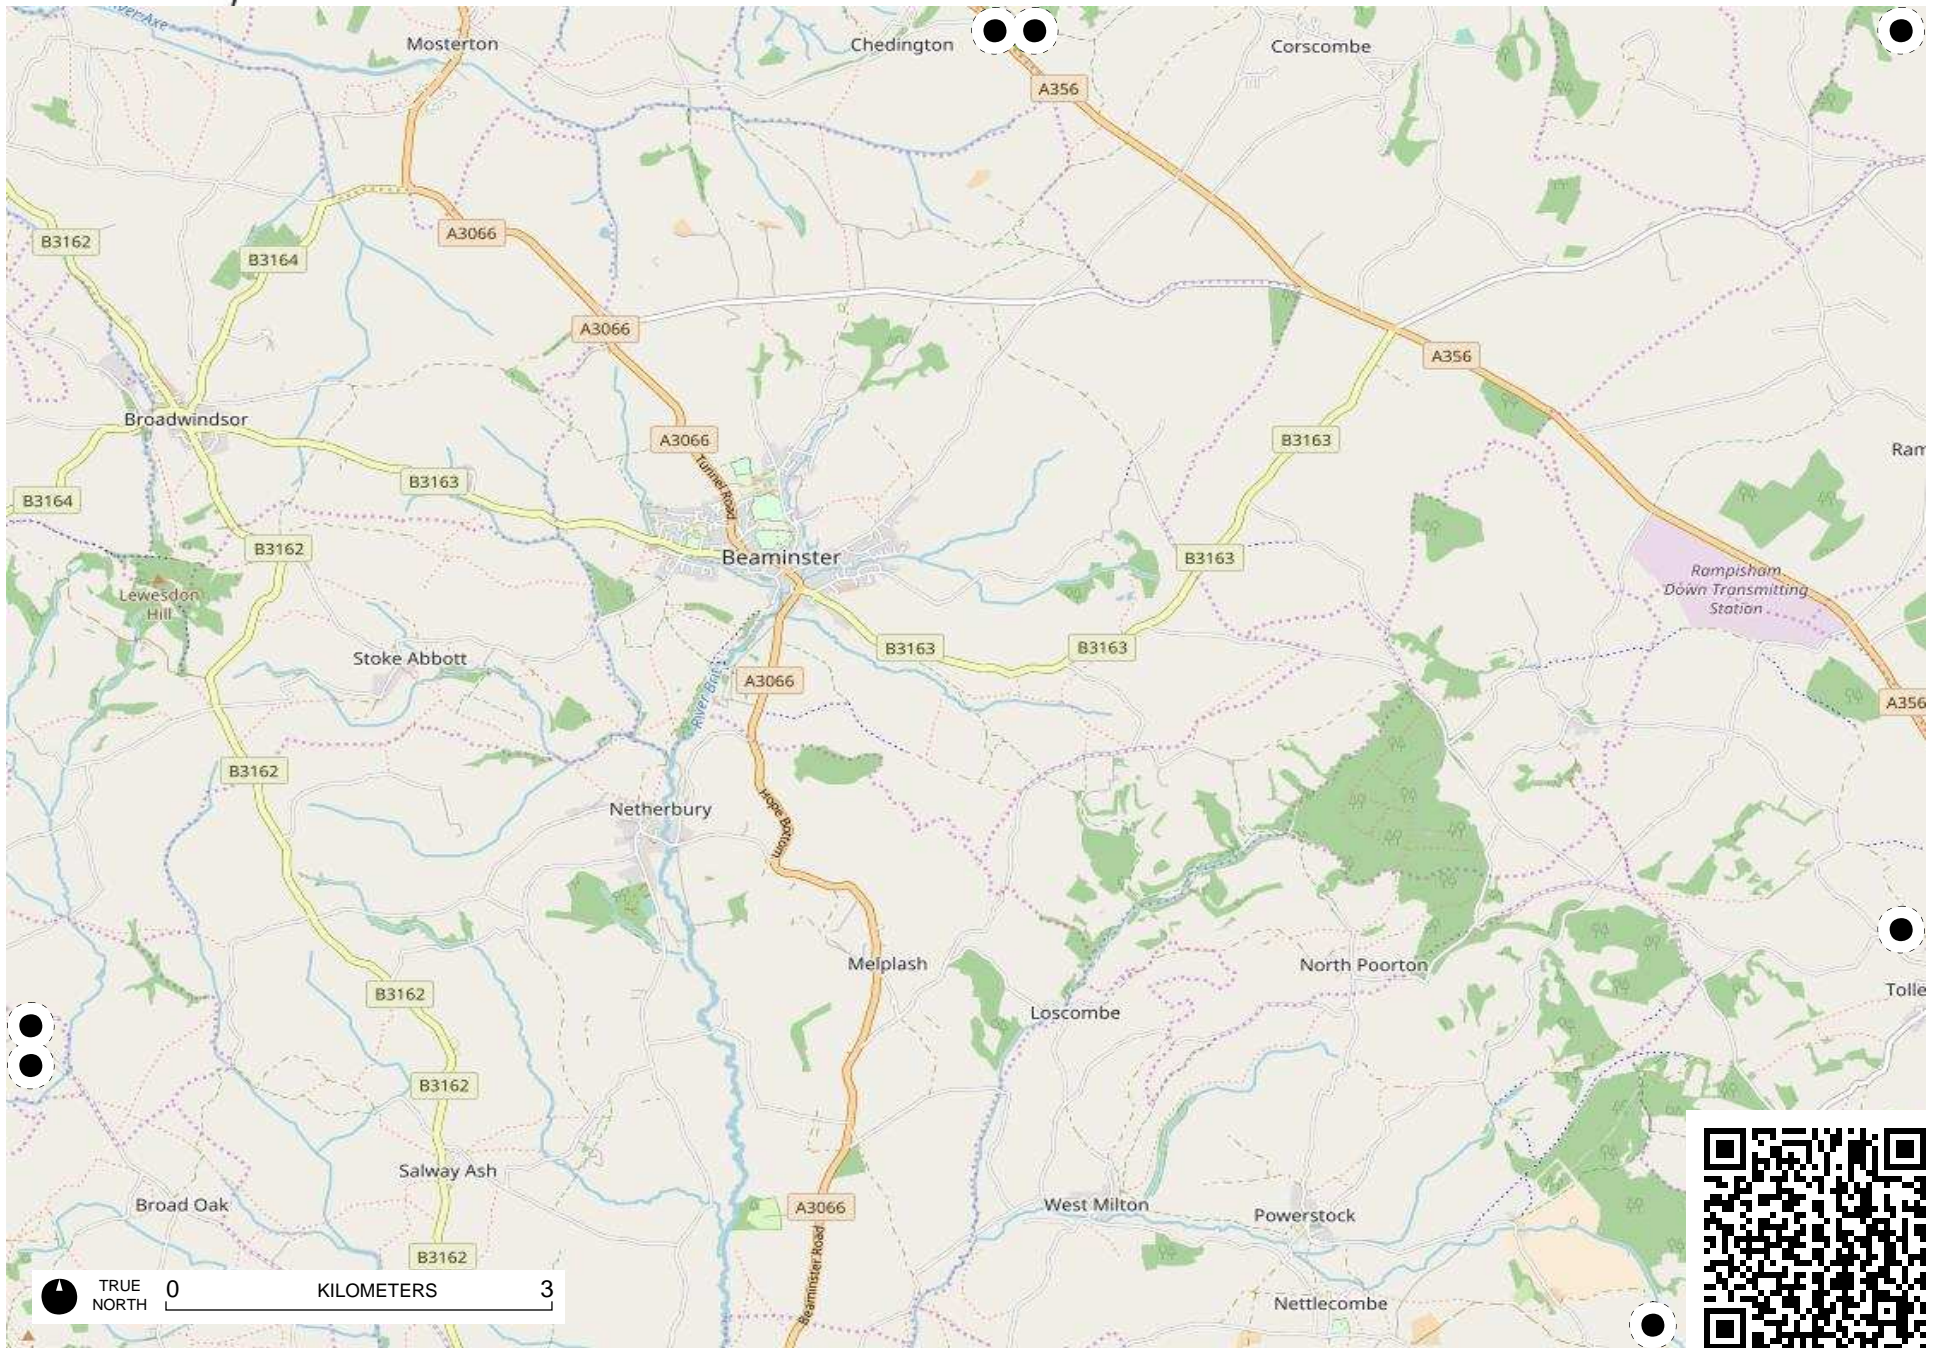 River Axe
Mosterton
Chedington
Corscombe
A356
B3162
A3066
B3164
A3066
A356
Broadwindsor
A3066
B3163
Ram
B3163
B3164
Tunnel Road
B3162
Beaminster
B3163
Rampisham
Down Transmitting
Station
Lewesdon
Hill
Stoke Abbott
B3163
B3163
A3066
River Brit
A356
B3162
Netherbury
Hope Bottom
Melplash
North Poorton
B3162
Tolle
Loscombe
B3162
Salway Ash
Broad Oak
A3066
West Milton
Powerstock
B3162
Beaminster Road
TRUE
NORTH
0 KILOMETERS 3
Nettlecombe